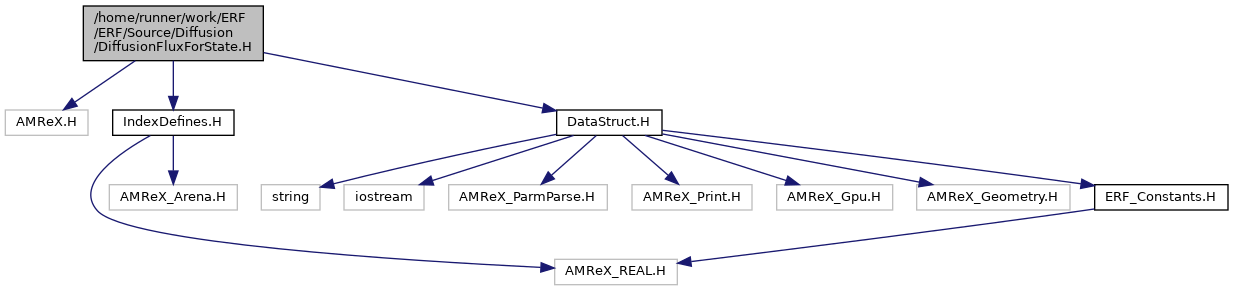 /home/runner/work/ERF
/ERF/Source/Diffusion
/DiffusionFluxForState.H
AMReX.H
IndexDefines.H
DataStruct.H
AMReX_Arena.H
string
iostream
AMReX_ParmParse.H
AMReX_Print.H
AMReX_Gpu.H
AMReX_Geometry.H
ERF_Constants.H
AMReX_REAL.H